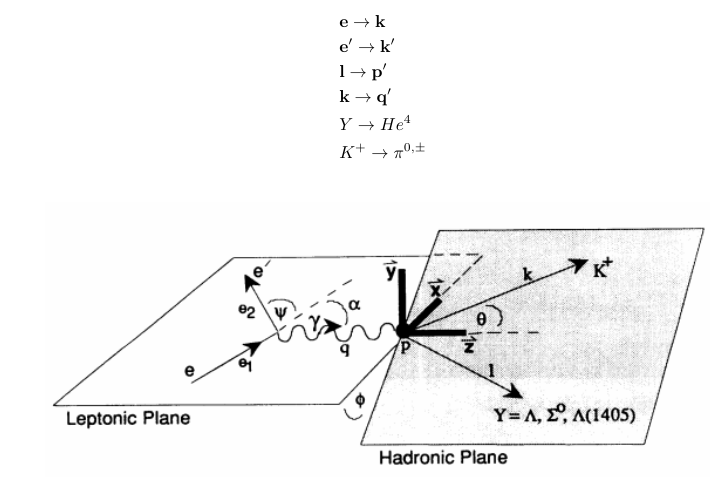 e → k
e′ → k′
l → p′
k → q′
Y → He⁴
K⁺ → π⁰,±
e′
y⃗
k
K⁺
x⃗
e₂ ψ α
γ
θ
z⃗
e e₁ q p
l
ϕ
Y = Λ, Σ⁰, Λ(1405)
Leptonic Plane
Hadronic Plane